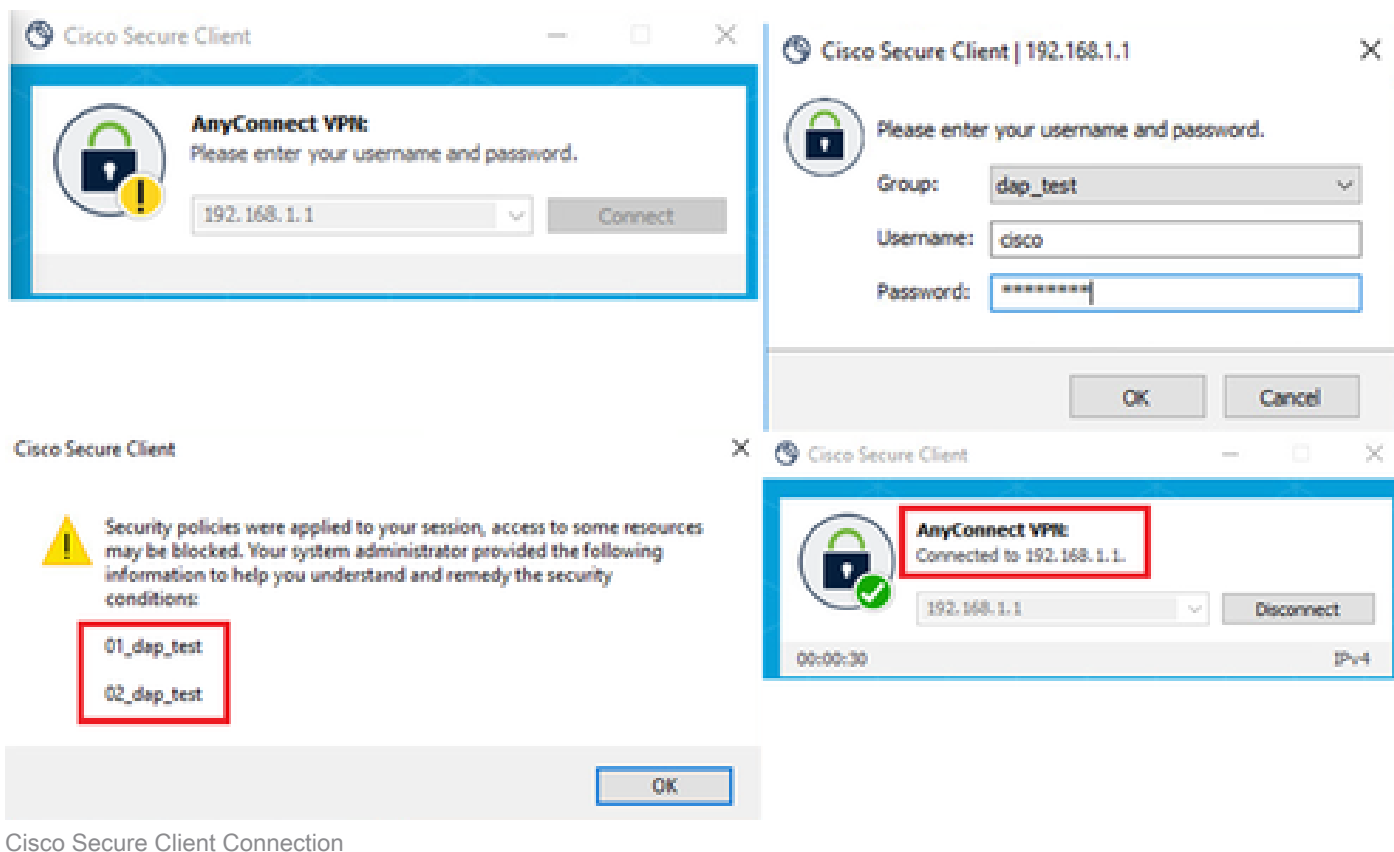 Cisco Secure Client
AnyConnect VPN:
Please enter your username and password.
192.168.1.1
Connect
Cisco Secure Client | 192.168.1.1
Please enter your username and password.
Group:
dap_test
Username:
cisco
Password:
********
OK
Cancel
Cisco Secure Client
Security policies were applied to your session, access to some resources
may be blocked. Your system administrator provided the following
information to help you understand and remedy the security
conditions:
01_dap_test
02_dap_test
OK
Cisco Secure Client
AnyConnect VPN:
Connected to 192.168.1.1.
192.168.1.1
Disconnect
00:00:30
IPv4
Cisco Secure Client Connection